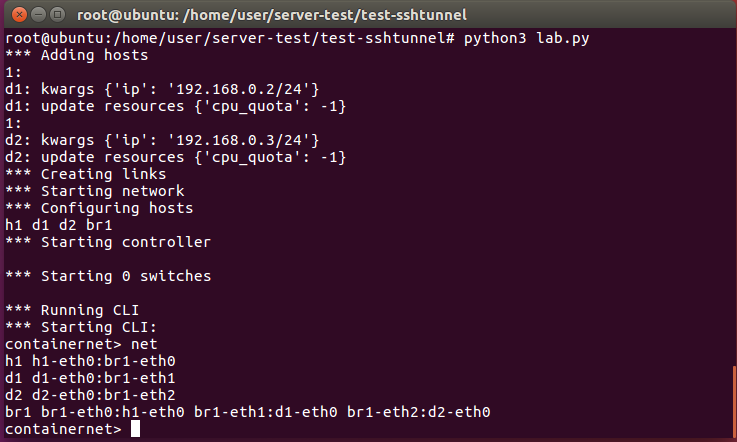 root@ubuntu: /home/user/server-test/test-sshtunnel
root@ubuntu:/home/user/server-test/test-sshtunnel# python3 lab.py
*** Adding hosts
1:
d1: kwargs {'ip': '192.168.0.2/24'}
d1: update resources {'cpu_quota': -1}
1:
d2: kwargs {'ip': '192.168.0.3/24'}
d2: update resources {'cpu_quota': -1}
*** Creating links
*** Starting network
*** Configuring hosts
h1 d1 d2 br1
*** Starting controller
*** Starting 0 switches
*** Running CLI
*** Starting CLI:
containernet> net
h1 h1-eth0:br1-eth0
d1 d1-eth0:br1-eth1
d2 d2-eth0:br1-eth2
br1 br1-eth0:h1-eth0 br1-eth1:d1-eth0 br1-eth2:d2-eth0
containernet>